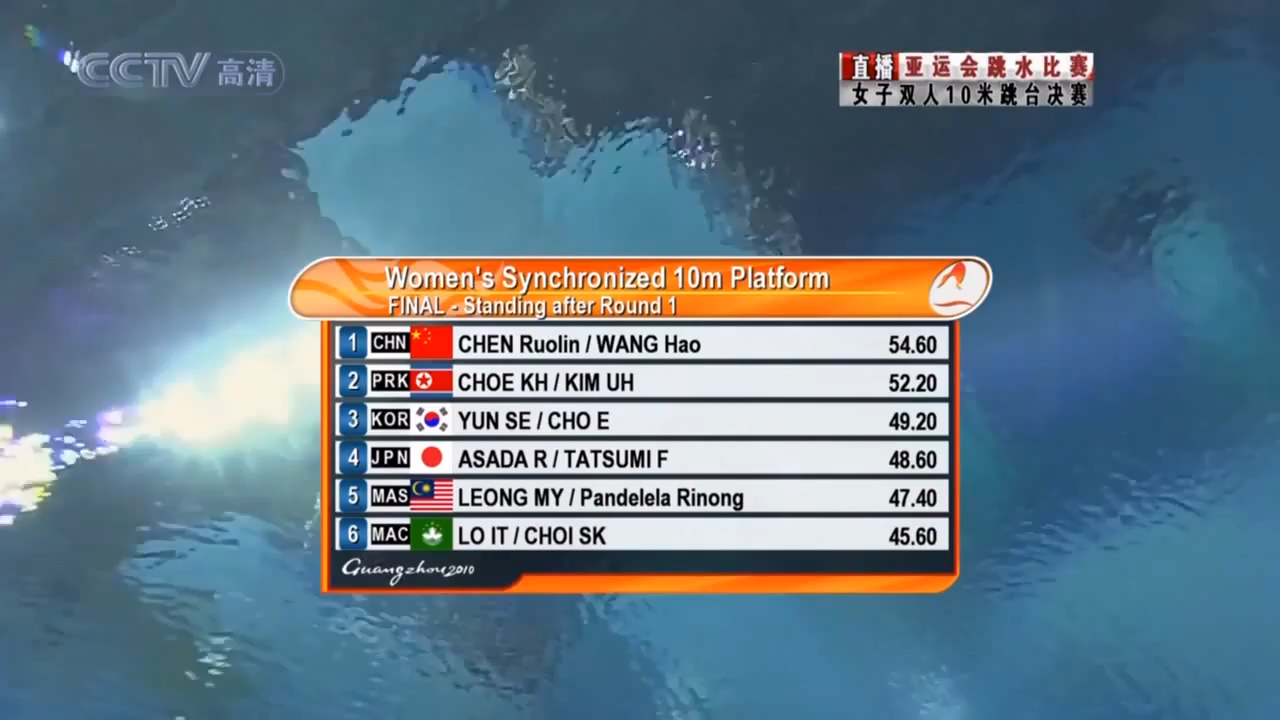 CCTV 高清
直播 亚运会跳水比赛
女子双人10米跳台决赛
Women's Synchronized 10m Platform
FINAL - Standing after Round 1
1 CHN CHEN Ruolin / WANG Hao 54.60
2 PRK CHOE KH / KIM UH 52.20
3 KOR YUN SE / CHO E 49.20
4 JPN ASADA R / TATSUMI F 48.60
5 MAS LEONG MY / Pandelela Rinong 47.40
6 MAC LO IT / CHOI SK 45.60
Guangzhou2010